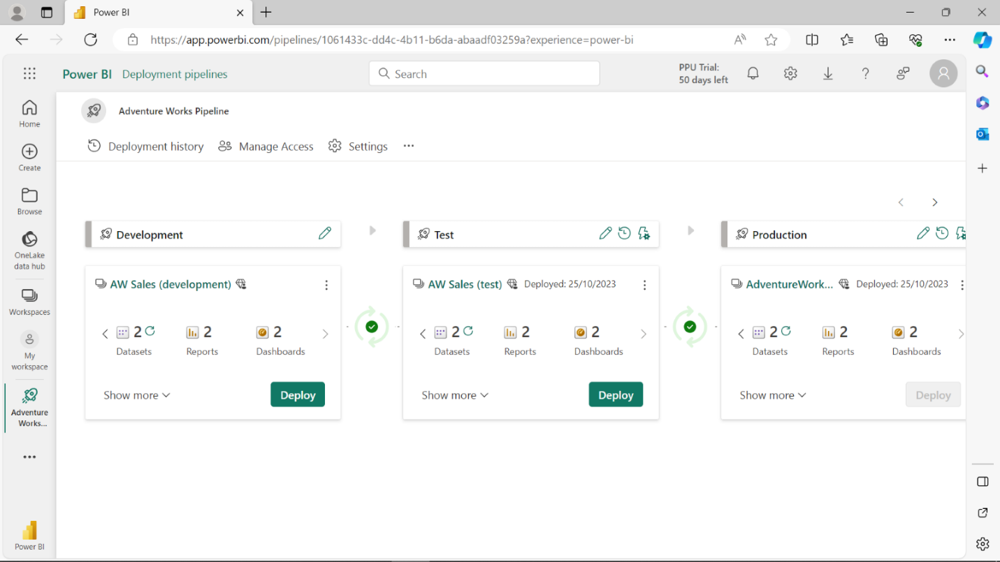 Power BI
https://app.powerbi.com/pipelines/1061433c-dd4c-4b11-b6da-abaadf03259a?experience=power-bi
Power BI Deployment pipelines
Search
PPU Trial:
50 days left
Home
Create
Browse
OneLake
data hub
Workspaces
My
workspace
Adventure
Works...
Power BI
Adventure Works Pipeline
Deployment history Manage Access Settings
Development
Test
Production
AW Sales (development)
2 2 2
Datasets Reports Dashboards
Show more Deploy
AW Sales (test) Deployed: 25/10/2023
2 2 2
Datasets Reports Dashboards
Show more Deploy
AdventureWork... Deployed: 25/10/2023
2 2 2
Datasets Reports Dashboards
Show more Deploy